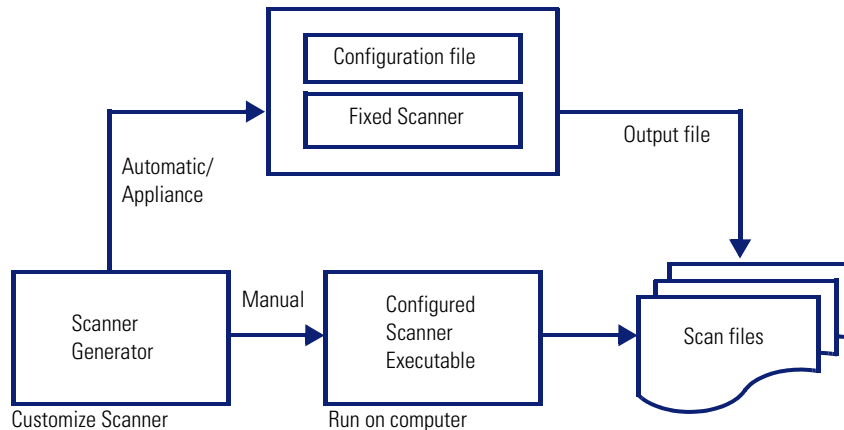 Configuration file
Fixed Scanner
Output file
Automatic/
Appliance
Manual
Scanner
Generator
Configured
Scanner
Executable
Scan files
Customize Scanner
Run on computer